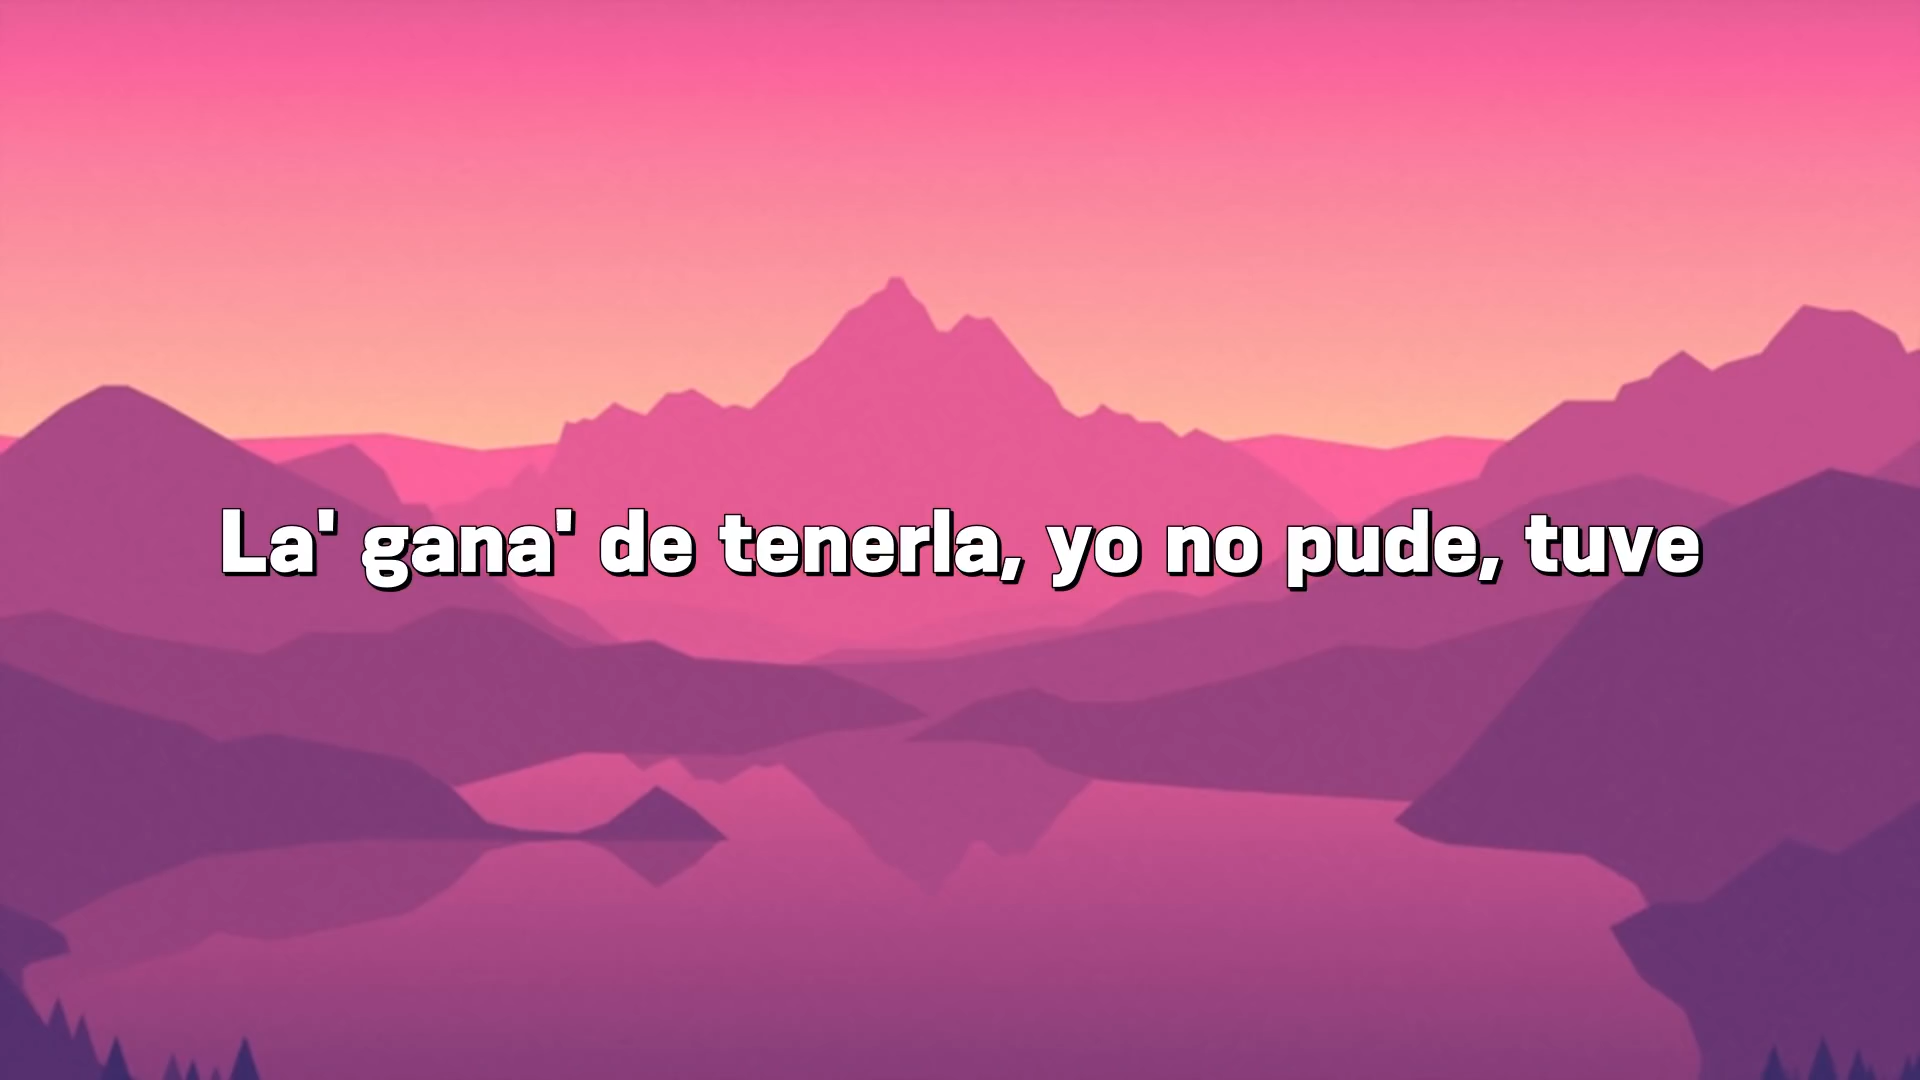 La' gana' de tenerla, yo no pude, tuve